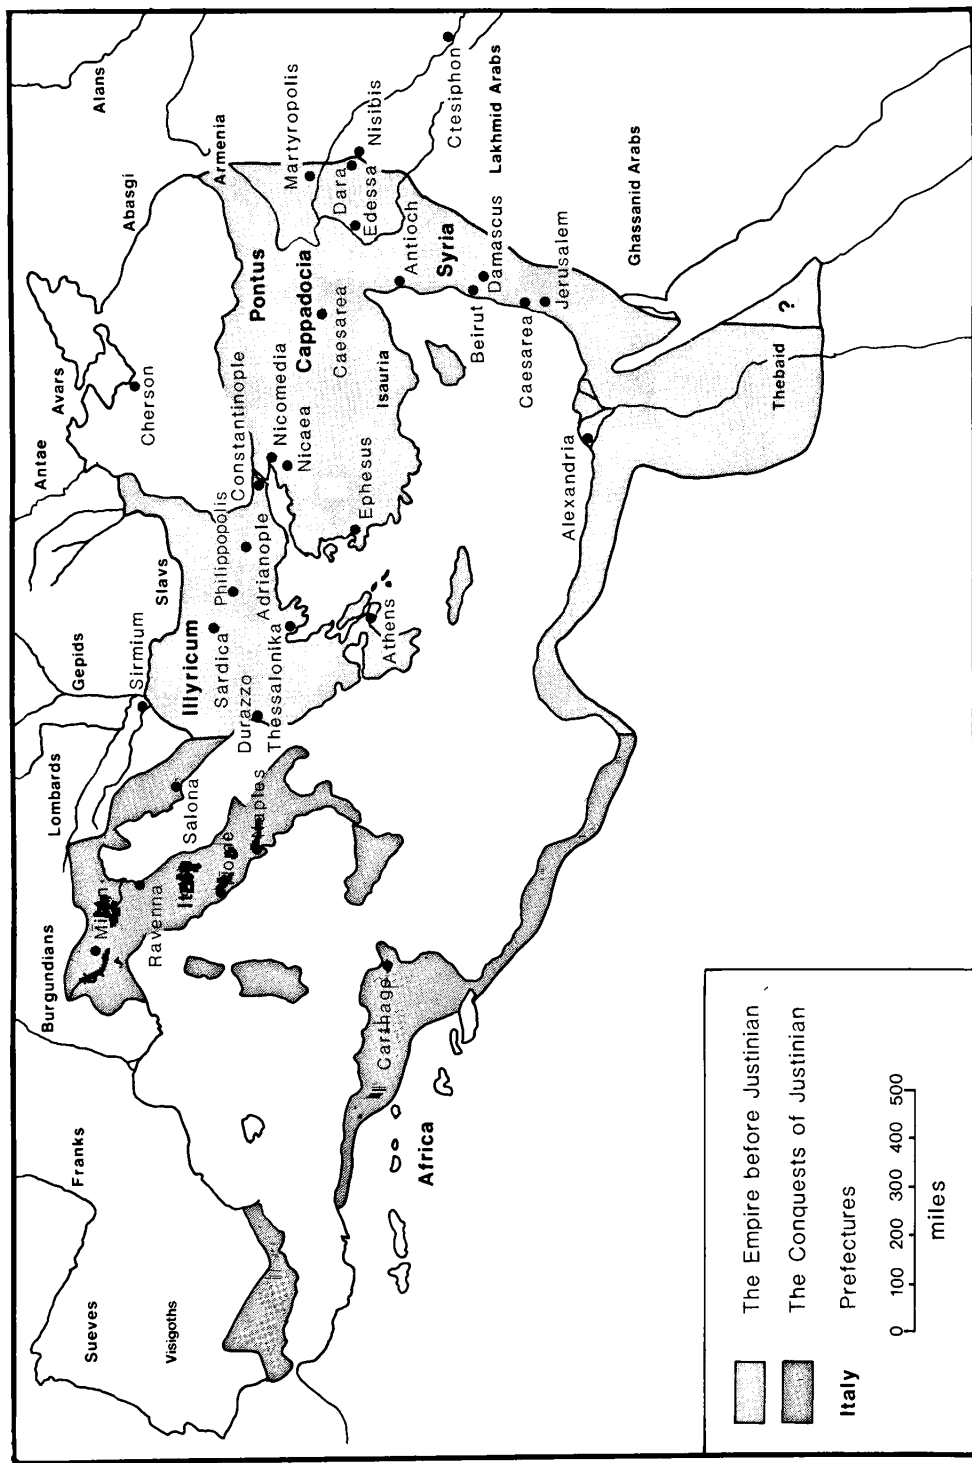 Alans
Abasgi
Armenia
Avars
Antae
Cherson
Slavs
Gepids
Sirmium
Lombards
Burgundians
Franks
Sueves
Visigoths
Martyropolis
Nisibis
Dara
Edessa
Ctesiphon
Lakhmid Arabs
Pontus
Cappadocia
Caesarea
Antioch
Syria
Damascus
Beirut
Caesarea
Jerusalem
Ghassanid Arabs
Isauria
Constantinople
Nicomedia
Nicaea
Ephesus
Philippopolis
Adrianople
Illyricum
Sardica
Durazzo
Thessalonika
Athens
Salona
Naples
Rome
Italy
Ravenna
Milan
Carthage
Africa
Alexandria
Thebaid
?
The Empire before Justinian
The Conquests of Justinian
Italy Prefectures
0 100 200 300 400 500
miles